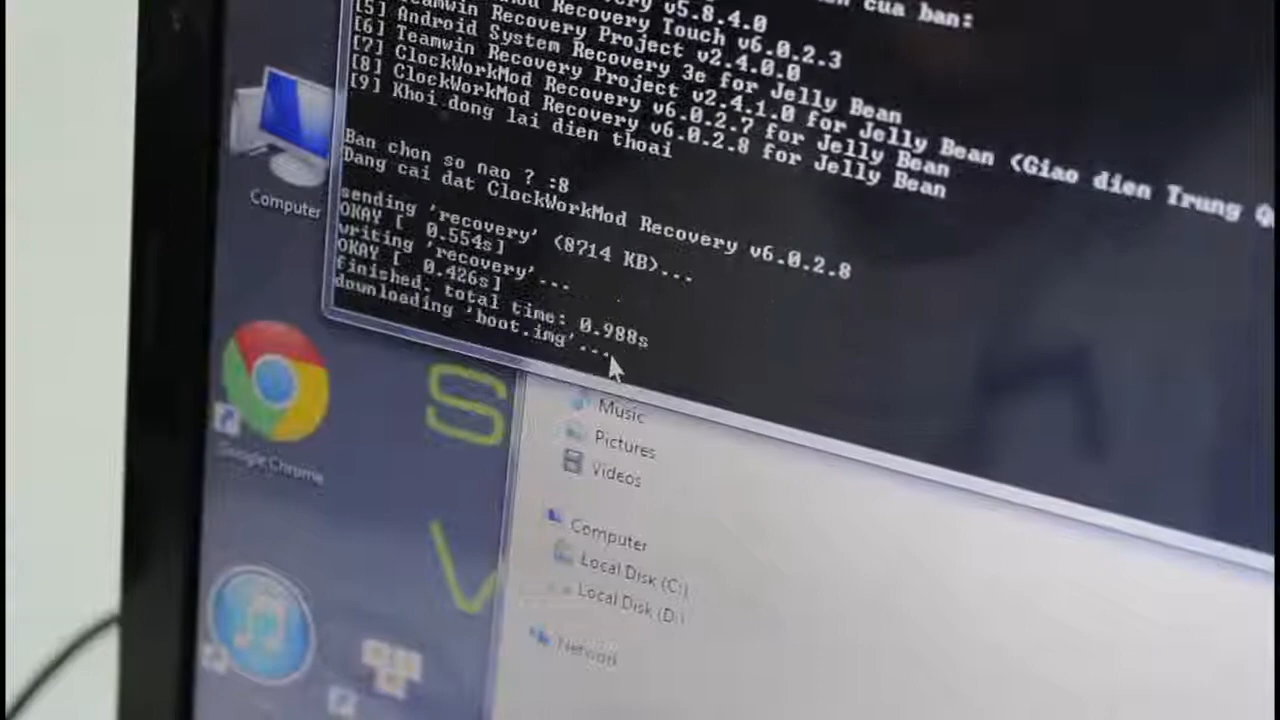 cua ban:
v5.8.4.0
Recovery Touch v6.0.2.3
[5] Teamwin Recovery Project v2.4.0.0
[6] Android System Recovery 3e for Jelly Bean
[7] Teamwin Recovery Project v2.4.1.0 for Jelly Bean (Giao dien Trung
[8] ClockWorkMod Recovery v6.0.2.7 for Jelly Bean
[9] ClockWorkMod Recovery v6.0.2.8 for Jelly Bean
Khoi dong lai dien thoai
Ban chon so nao ? :8
Dang cai dat ClockWorkMod Recovery v6.0.2.8
sending 'recovery' (8714 KB)...
OKAY [ 0.554s]
writing 'recovery'...
OKAY [ 0.426s]
finished. total time: 0.988s
downloading 'boot.img'...
Computer
Google Chrome
S
V
Music
Pictures
Videos
Computer
Local Disk (C:)
Local Disk (D:)
Network